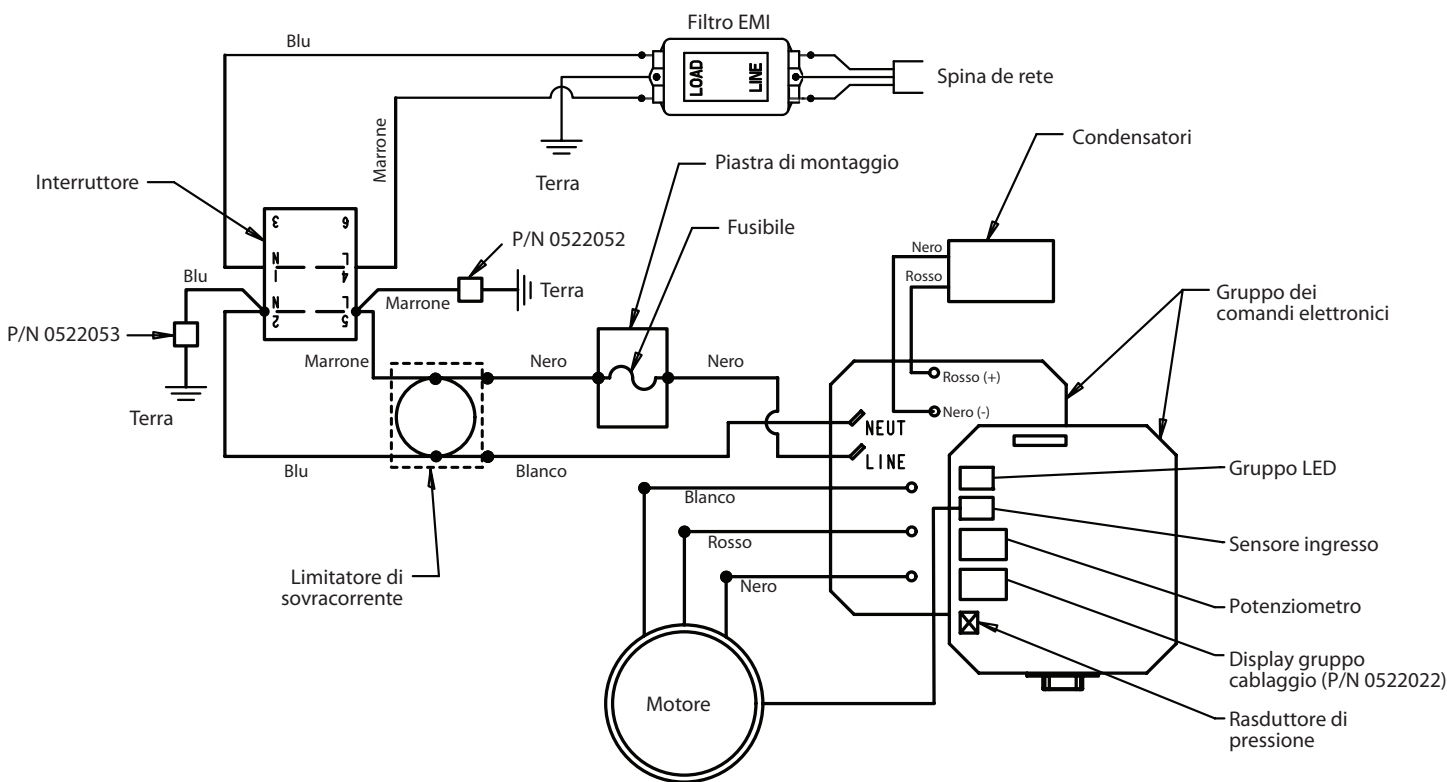 Filtro EMI
Blu
LOAD
LINE
Spina de rete
Marrone
Terra
Condensatori
Piastra di montaggio
Interruttore
Fusibile
3
6
P/N 0522052
Nero
Rosso
N
1
L
4
Blu
Marrone
Terra
Gruppo dei
comandi elettronici
N
2
L
5
P/N 0522053
Marrone
Nero
Nero
Rosso (+)
Terra
Nero (-)
NEUT
LINE
Blu
Blanco
Gruppo LED
Blanco
Sensore ingresso
Rosso
Limitatore di
sovracorrente
Nero
Potenziometro
Display gruppo
cablaggio (P/N 0522022)
Motore
Rasduttore di
pressione